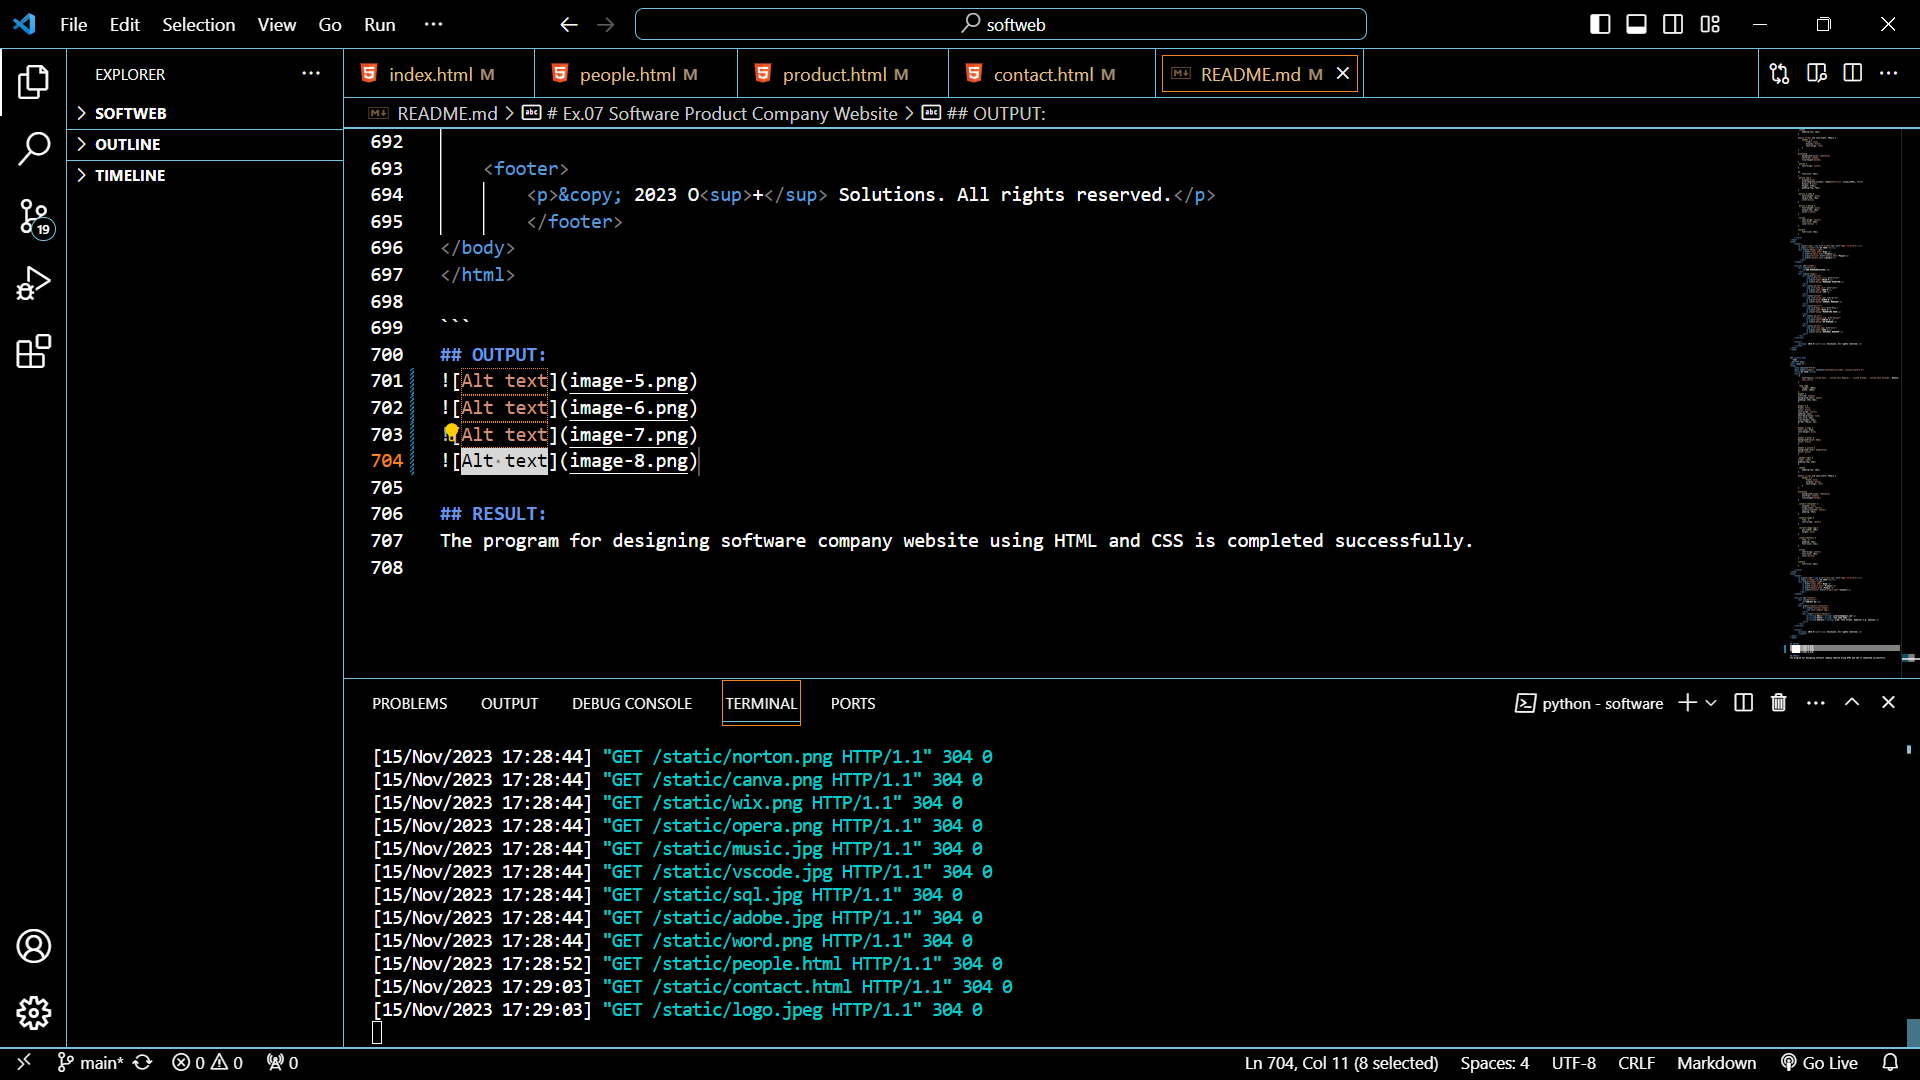 File Edit Selection View Go Run ··· softweb
EXPLORER ···
SOFTWEB
OUTLINE
TIMELINE
19
index.html M people.html M product.html M contact.html M README.md M
README.md > # Ex.07 Software Product Company Website > ## OUTPUT:
692
693 <footer>
694 <p>&copy; 2023 O<sup>+</sup> Solutions. All rights reserved.</p>
695 </footer>
696 </body>
697 </html>
698
699 ```
700 ## OUTPUT:
701 ![Alt text](image-5.png)
702 ![Alt text](image-6.png)
703 ![Alt text](image-7.png)
704 ![Alt text](image-8.png)
705
706 ## RESULT:
707 The program for designing software company website using HTML and CSS is completed successfully.
708
PROBLEMS OUTPUT DEBUG CONSOLE TERMINAL PORTS python - software
[15/Nov/2023 17:28:44] "GET /static/norton.png HTTP/1.1" 304 0
[15/Nov/2023 17:28:44] "GET /static/canva.png HTTP/1.1" 304 0
[15/Nov/2023 17:28:44] "GET /static/wix.png HTTP/1.1" 304 0
[15/Nov/2023 17:28:44] "GET /static/opera.png HTTP/1.1" 304 0
[15/Nov/2023 17:28:44] "GET /static/music.jpg HTTP/1.1" 304 0
[15/Nov/2023 17:28:44] "GET /static/vscode.jpg HTTP/1.1" 304 0
[15/Nov/2023 17:28:44] "GET /static/sql.jpg HTTP/1.1" 304 0
[15/Nov/2023 17:28:44] "GET /static/adobe.jpg HTTP/1.1" 304 0
[15/Nov/2023 17:28:44] "GET /static/word.png HTTP/1.1" 304 0
[15/Nov/2023 17:28:52] "GET /static/people.html HTTP/1.1" 304 0
[15/Nov/2023 17:29:03] "GET /static/contact.html HTTP/1.1" 304 0
[15/Nov/2023 17:29:03] "GET /static/logo.jpeg HTTP/1.1" 304 0
main* 0 0 0 Ln 704, Col 11 (8 selected) Spaces: 4 UTF-8 CRLF Markdown Go Live